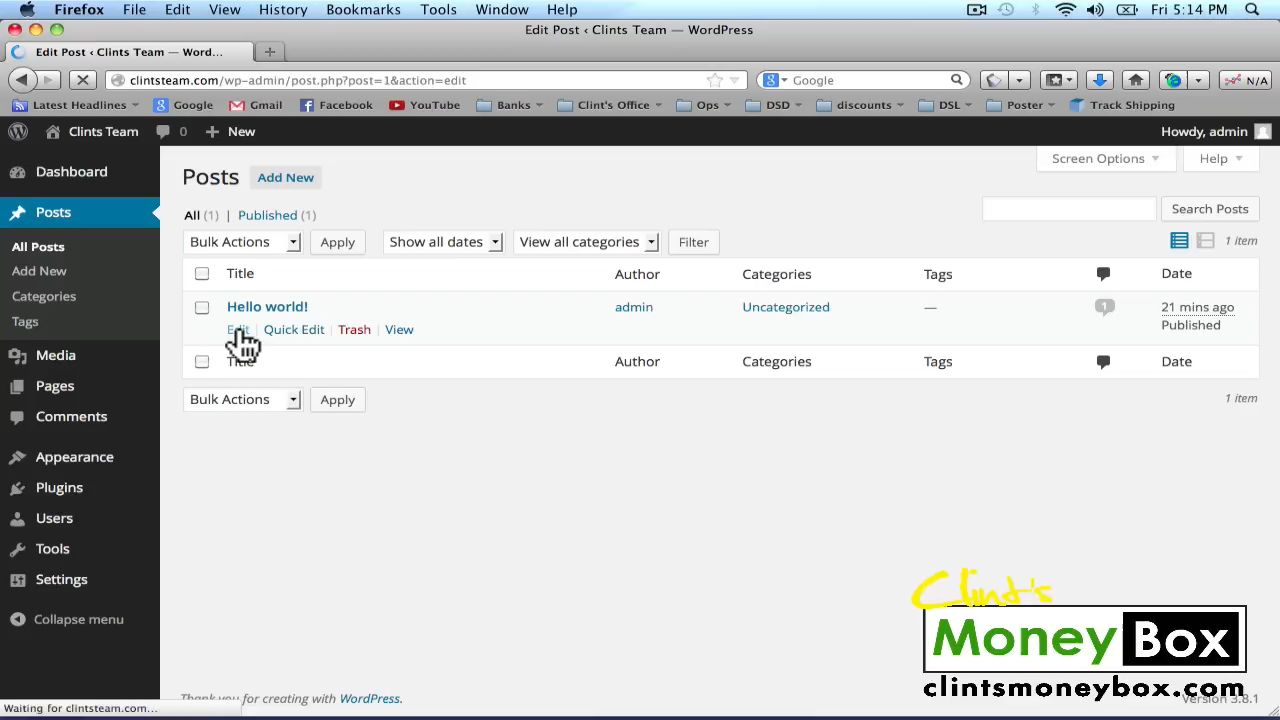 Firefox File Edit View History Bookmarks Tools Window Help Fri 5:14 PM
Edit Post ‹ Clints Team — WordPress
Edit Post ‹ Clints Team — Word...
clintsteam.com/wp-admin/post.php?post=1&action=edit Google N/A
Latest Headlines Google Gmail Facebook YouTube Banks Clint's Office Ops DSD discounts DSL Poster Track Shipping
Clints Team 0 New Howdy, admin
Screen Options Help
Dashboard
Posts
All Posts
Add New
Categories
Tags
Media
Pages
Comments
Appearance
Plugins
Users
Tools
Settings
Collapse menu
Posts Add New
All (1) | Published (1) Search Posts
Bulk Actions Apply Show all dates View all categories Filter 1 item
Title Author Categories Tags Date
Hello world! admin Uncategorized — 1 21 mins ago
Published
Edit | Quick Edit | Trash | View
Title Author Categories Tags Date
Bulk Actions Apply 1 item
Clint's
Money Box
clintsmoneybox.com
Thank you for creating with WordPress. Version 3.8.1
Waiting for clintsteam.com...